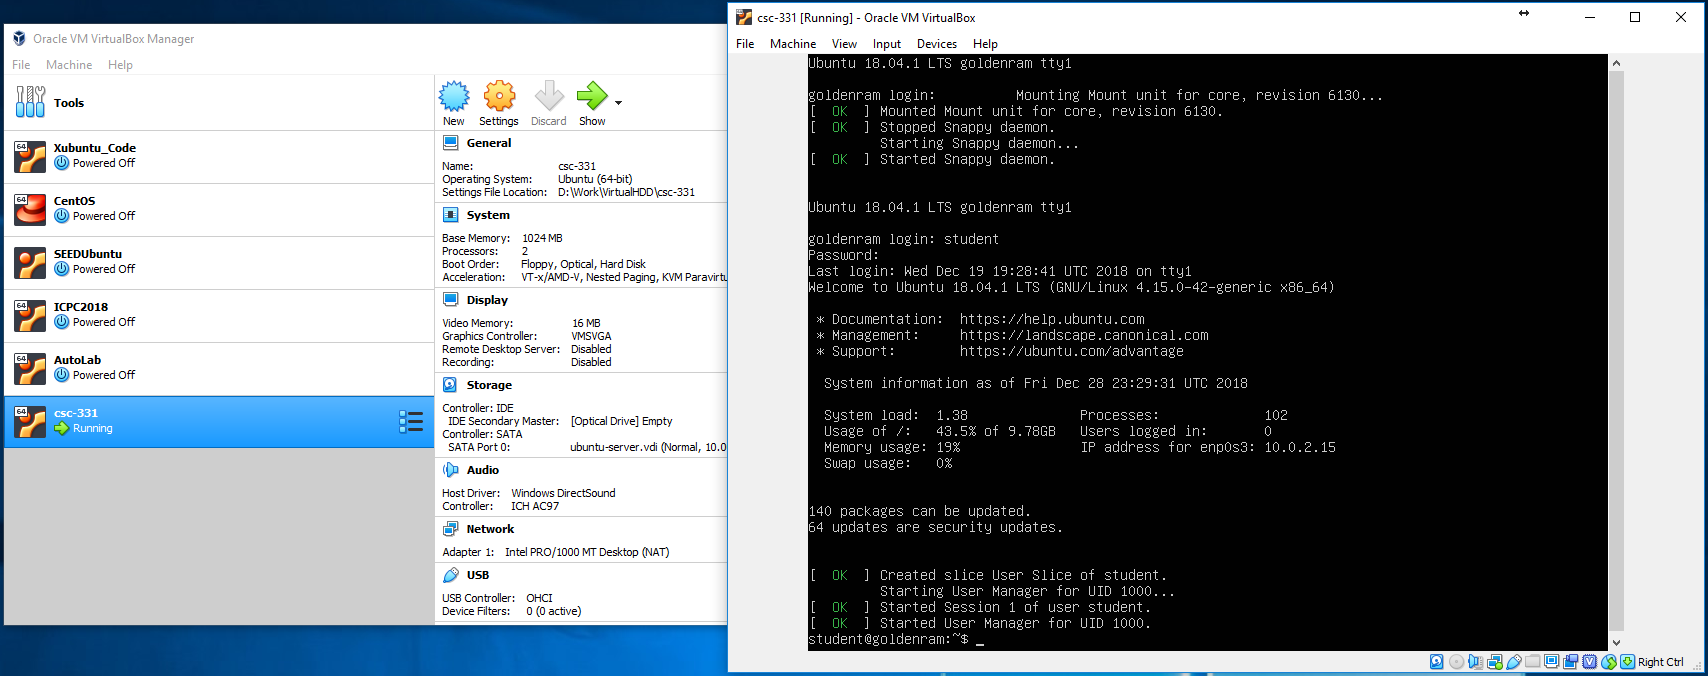 Oracle VM VirtualBox Manager
File Machine Help
Tools
64 Xubuntu_Code
Powered Off
64 CentOS
Powered Off
64 SEEDUbuntu
Powered Off
64 ICPC2018
Powered Off
64 AutoLab
Powered Off
64 csc-331
Running
New Settings Discard Show
General
Name: csc-331
Operating System: Ubuntu (64-bit)
Settings File Location: D:\Work\VirtualHDD\csc-331
System
Base Memory: 1024 MB
Processors: 2
Boot Order: Floppy, Optical, Hard Disk
Acceleration: VT-x/AMD-V, Nested Paging, KVM Paravirtu
Display
Video Memory: 16 MB
Graphics Controller: VMSVGA
Remote Desktop Server: Disabled
Recording: Disabled
Storage
Controller: IDE
IDE Secondary Master: [Optical Drive] Empty
Controller: SATA
SATA Port 0: ubuntu-server.vdi (Normal, 10.0
Audio
Host Driver: Windows DirectSound
Controller: ICH AC97
Network
Adapter 1: Intel PRO/1000 MT Desktop (NAT)
USB
USB Controller: OHCI
Device Filters: 0 (0 active)
csc-331 [Running] - Oracle VM VirtualBox
File Machine View Input Devices Help
Ubuntu 18.04.1 LTS goldenram tty1
goldenram login: Mounting Mount unit for core, revision 6130...
[ OK ] Mounted Mount unit for core, revision 6130.
[ OK ] Stopped Snappy daemon.
Starting Snappy daemon...
[ OK ] Started Snappy daemon.
Ubuntu 18.04.1 LTS goldenram tty1
goldenram login: student
Password:
Last login: Wed Dec 19 19:28:41 UTC 2018 on tty1
Welcome to Ubuntu 18.04.1 LTS (GNU/Linux 4.15.0-42-generic x86_64)
* Documentation: https://help.ubuntu.com
* Management: https://landscape.canonical.com
* Support: https://ubuntu.com/advantage
System information as of Fri Dec 28 23:29:31 UTC 2018
System load: 1.38 Processes: 102
Usage of /: 43.5% of 9.78GB Users logged in: 0
Memory usage: 19% IP address for enp0s3: 10.0.2.15
Swap usage: 0%
140 packages can be updated.
64 updates are security updates.
[ OK ] Created slice User Slice of student.
Starting User Manager for UID 1000...
[ OK ] Started Session 1 of user student.
[ OK ] Started User Manager for UID 1000.
student@goldenram:~$ _
Right Ctrl